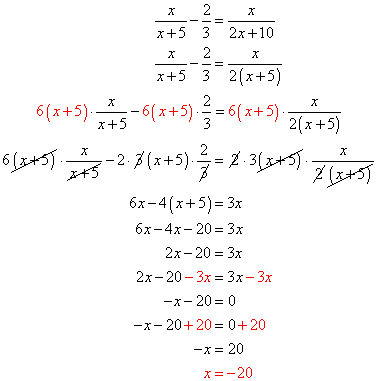 x/(x+5) − 2/3 = x/(2x+10)
x/(x+5) − 2/3 = x/(2(x+5))
6(x+5) · x/(x+5) − 6(x+5) · 2/3 = 6(x+5) · x/(2(x+5))
6(x+5) · x/(x+5) − 2 · 3(x+5) · 2/3 = 2 · 3(x+5) · x/(2(x+5))
6x − 4(x+5) = 3x
6x − 4x − 20 = 3x
2x − 20 = 3x
2x − 20 − 3x = 3x − 3x
−x − 20 = 0
−x − 20 + 20 = 0 + 20
−x = 20
x = −20